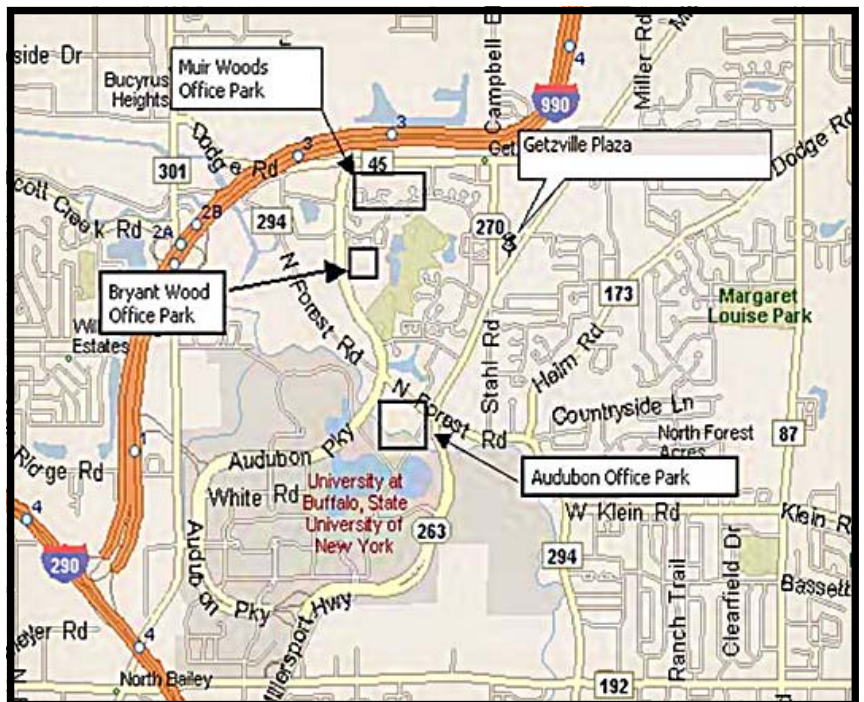 side Dr
Bucyrus
Heights
Muir Woods
Office Park
Campbell
Miller Rd
4
990
3
3
Dodge Rd
45
Getzville Plaza
301
Dodge Rd
Creek Rd
2A
2B
294
270
N Forest Rd
173
Bryant Wood
Office Park
Estates
Margaret
Louise Park
Stahl Rd
Heim Rd
N Forest Rd
Countryside Ln
North Forest
Acres
87
1
Audubon Pky
Ridge Rd
White Rd
University at
Buffalo, State
University of
New York
Audubon Office Park
W Klein Rd
Klein R
4
263
290
294
Audubon Pky
Ranch Trail
Clearfield Dr
Bassett
Rd
4
Hwy
North Bailey
192